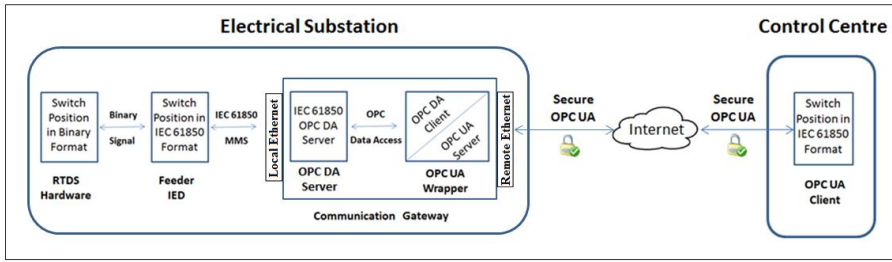 Electrical Substation
Control Centre
Switch
Position
in Binary
Format
RTDS
Hardware
Binary
Signal
Switch
Position in
IEC 61850
Format
Feeder
IED
IEC 61850
MMS
Local Ethernet
IEC 61850
OPC DA
Server
OPC DA
Server
OPC
Data Access
OPC DA
Client
OPC UA
Server
OPC UA
Wrapper
Remote Ethernet
Communication Gateway
Secure
OPC UA
Internet
Secure
OPC UA
Switch
Position in
IEC 61850
Format
OPC UA
Client